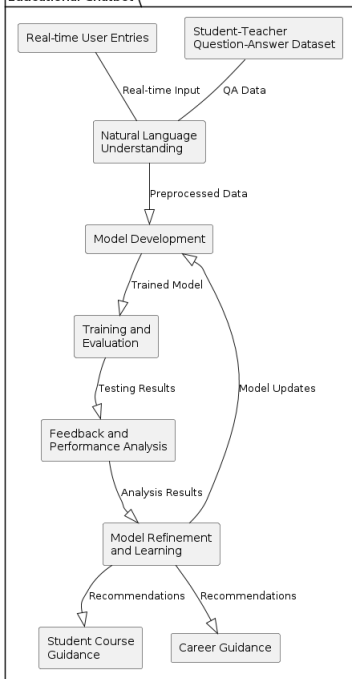 Educational Chatbot
Real-time User Entries
Student-Teacher
Question-Answer Dataset
Real-time Input
QA Data
Natural Language
Understanding
Preprocessed Data
Model Development
Trained Model
Training and
Evaluation
Testing Results
Model Updates
Feedback and
Performance Analysis
Analysis Results
Model Refinement
and Learning
Recommendations
Recommendations
Student Course
Guidance
Career Guidance